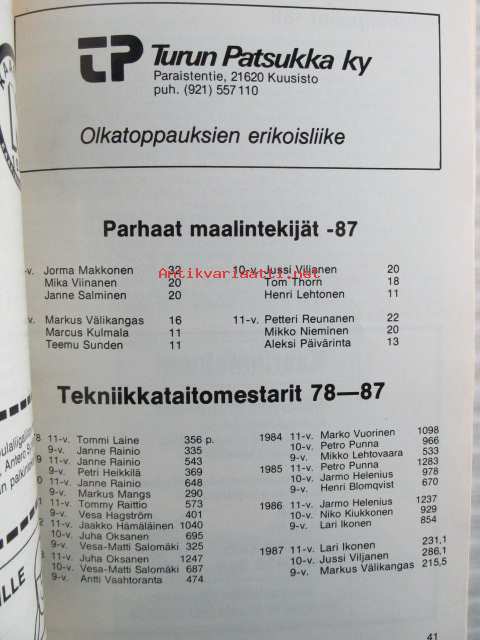 TP Turun Patsukka ky
Paraistentie, 21620 Kuusisto
puh. (921) 557 110
Olkatoppauksien erikoisliike
Parhaat maalintekijät -87
-v. Jorma Makkonen 32
Mika Viinanen 20
Janne Salminen 20
-v. Markus Välikangas 16
Marcus Kulmala 11
Teemu Sunden 11
10-v. Jussi Viljanen 20
Tom Thorn 18
Henri Lehtonen 11
11-v. Petteri Reunanen 22
Mikko Nieminen 20
Aleksi Päivärinta 13
Antikvariaatti.net
Tekniikkataitomestarit 78—87
78 11-v. Tommi Laine 356 p.
9-v. Janne Rainio 335
9 11-v. Janne Rainio 543
9-v. Petri Heikkilä 369
0 11-v. Janne Rainio 648
9-v. Markus Mangs 290
1 11-v. Tommy Raittio 573
9-v. Vesa Hagström 401
2 11-v. Jaakko Hämäläinen 1040
10-v. Juha Oksanen 695
9-v. Vesa-Matti Salomäki 325
11-v. Juha Oksanen 1247
10-v. Vesa-Matti Salomäki 687
9-v. Antti Vaahtoranta 474
1984 11-v. Marko Vuorinen 1098
10-v. Petro Punna 966
9-v. Mikko Lehtovaara 533
1985 11-v. Petro Punna 1283
10-v. Jarmo Helenius 978
9-v. Henri Blomqvist 670
1986 11-v. Jarmo Helenius 1237
10-v. Niko Kiukkonen 929
9-v. Lari Ikonen 854
1987 11-v. Lari Ikonen 231,1
10-v. Jussi Viljanen 286,1
9-v. Markus Välikangas 215,5
41